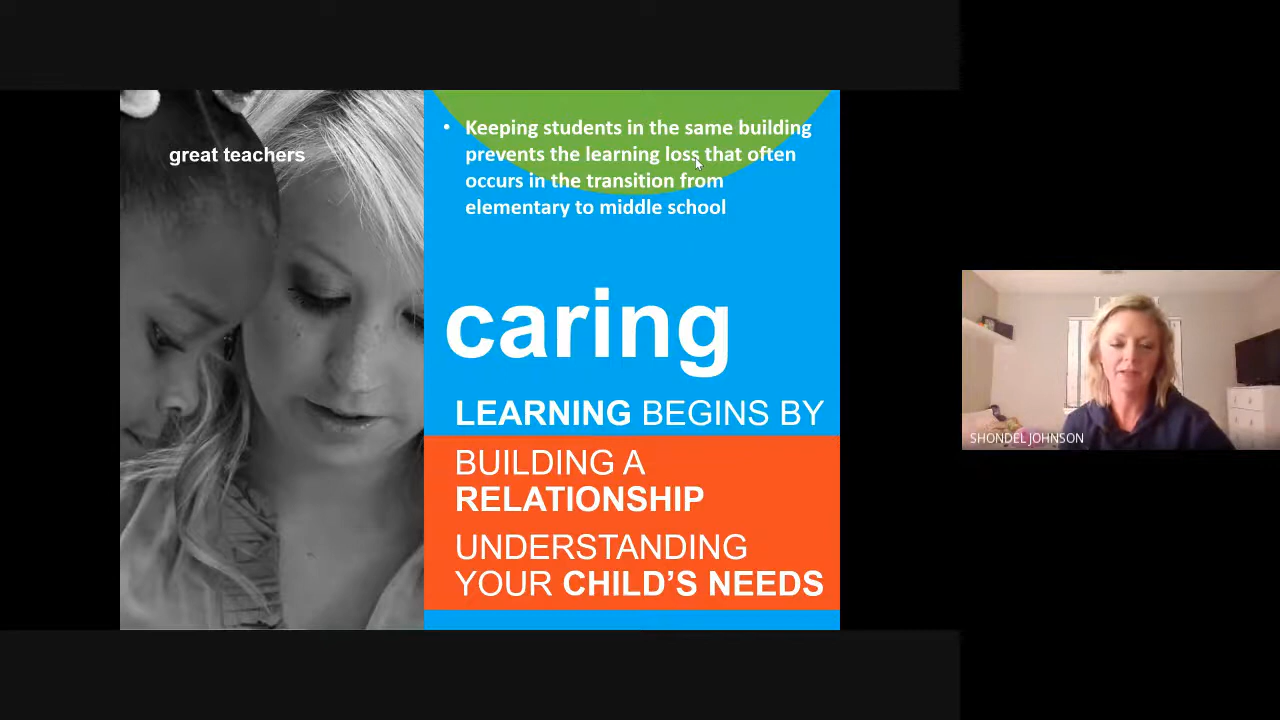 great teachers
• Keeping students in the same building
prevents the learning loss that often
occurs in the transition from
elementary to middle school
caring
LEARNING BEGINS BY
BUILDING A
RELATIONSHIP
UNDERSTANDING
YOUR CHILD'S NEEDS
SHONDEL JOHNSON